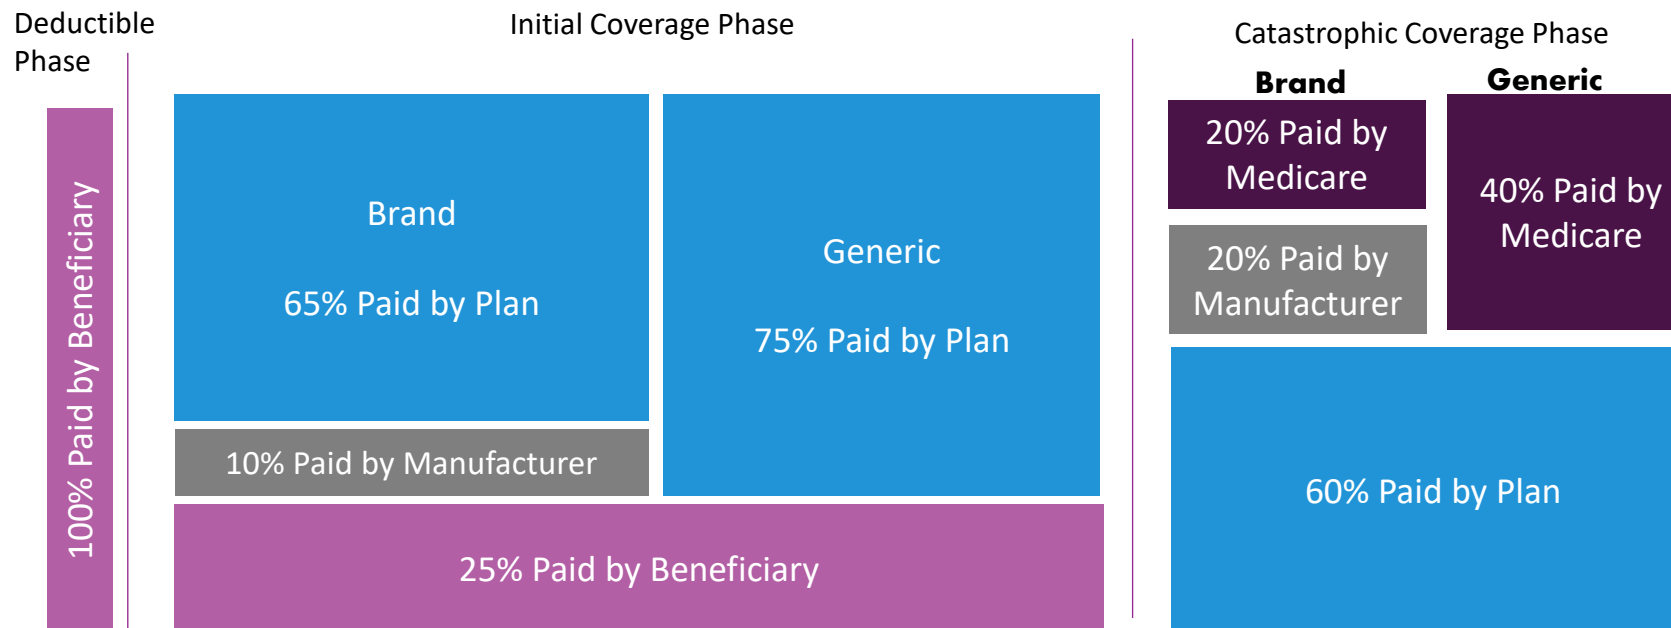 Deductible
Phase
100% Paid by Beneficiary
Initial Coverage Phase
Brand
65% Paid by Plan
10% Paid by Manufacturer
Generic
75% Paid by Plan
25% Paid by Beneficiary
Catastrophic Coverage Phase
Brand
20% Paid by
Medicare
20% Paid by
Manufacturer
Generic
40% Paid by
Medicare
60% Paid by Plan